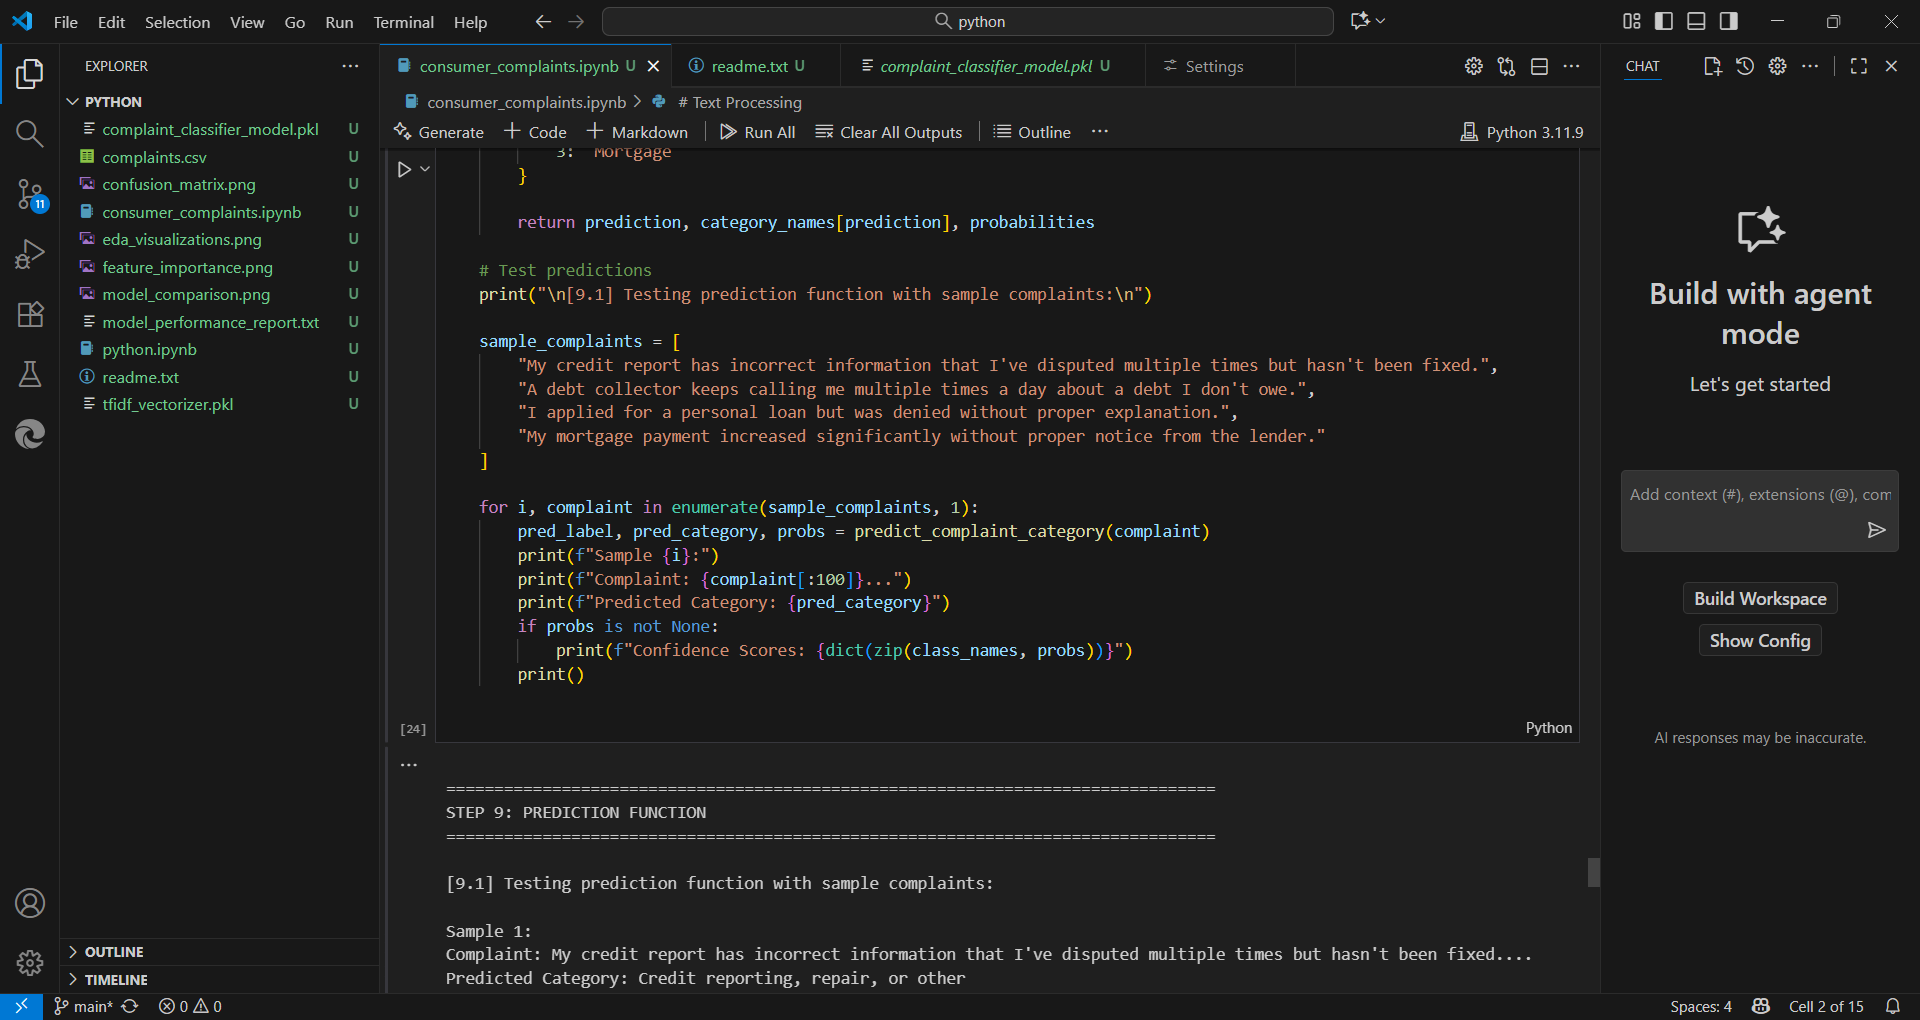 File Edit Selection View Go Run Terminal Help
python
EXPLORER
PYTHON
complaint_classifier_model.pkl U
complaints.csv U
confusion_matrix.png U
consumer_complaints.ipynb U
eda_visualizations.png U
feature_importance.png U
model_comparison.png U
model_performance_report.txt U
python.ipynb U
readme.txt U
tfidf_vectorizer.pkl U
OUTLINE
TIMELINE
11
consumer_complaints.ipynb U
readme.txt U
complaint_classifier_model.pkl U
Settings
consumer_complaints.ipynb > # Text Processing
Generate + Code + Markdown Run All Clear All Outputs Outline ...
Python 3.11.9
3: "Mortgage
}
return prediction, category_names[prediction], probabilities
# Test predictions
print("\n[9.1] Testing prediction function with sample complaints:\n")
sample_complaints = [
"My credit report has incorrect information that I've disputed multiple times but hasn't been fixed.",
"A debt collector keeps calling me multiple times a day about a debt I don't owe.",
"I applied for a personal loan but was denied without proper explanation.",
"My mortgage payment increased significantly without proper notice from the lender."
]
for i, complaint in enumerate(sample_complaints, 1):
pred_label, pred_category, probs = predict_complaint_category(complaint)
print(f"Sample {i}:")
print(f"Complaint: {complaint[:100]}...")
print(f"Predicted Category: {pred_category}")
if probs is not None:
print(f"Confidence Scores: {dict(zip(class_names, probs))}")
print()
[24]
Python
...
================================================================================
STEP 9: PREDICTION FUNCTION
================================================================================
[9.1] Testing prediction function with sample complaints:
Sample 1:
Complaint: My credit report has incorrect information that I've disputed multiple times but hasn't been fixed....
Predicted Category: Credit reporting, repair, or other
CHAT
Build with agent
mode
Let's get started
Add context (#), extensions (@), com
Build Workspace
Show Config
AI responses may be inaccurate.
main* 0 0
Spaces: 4
Cell 2 of 15